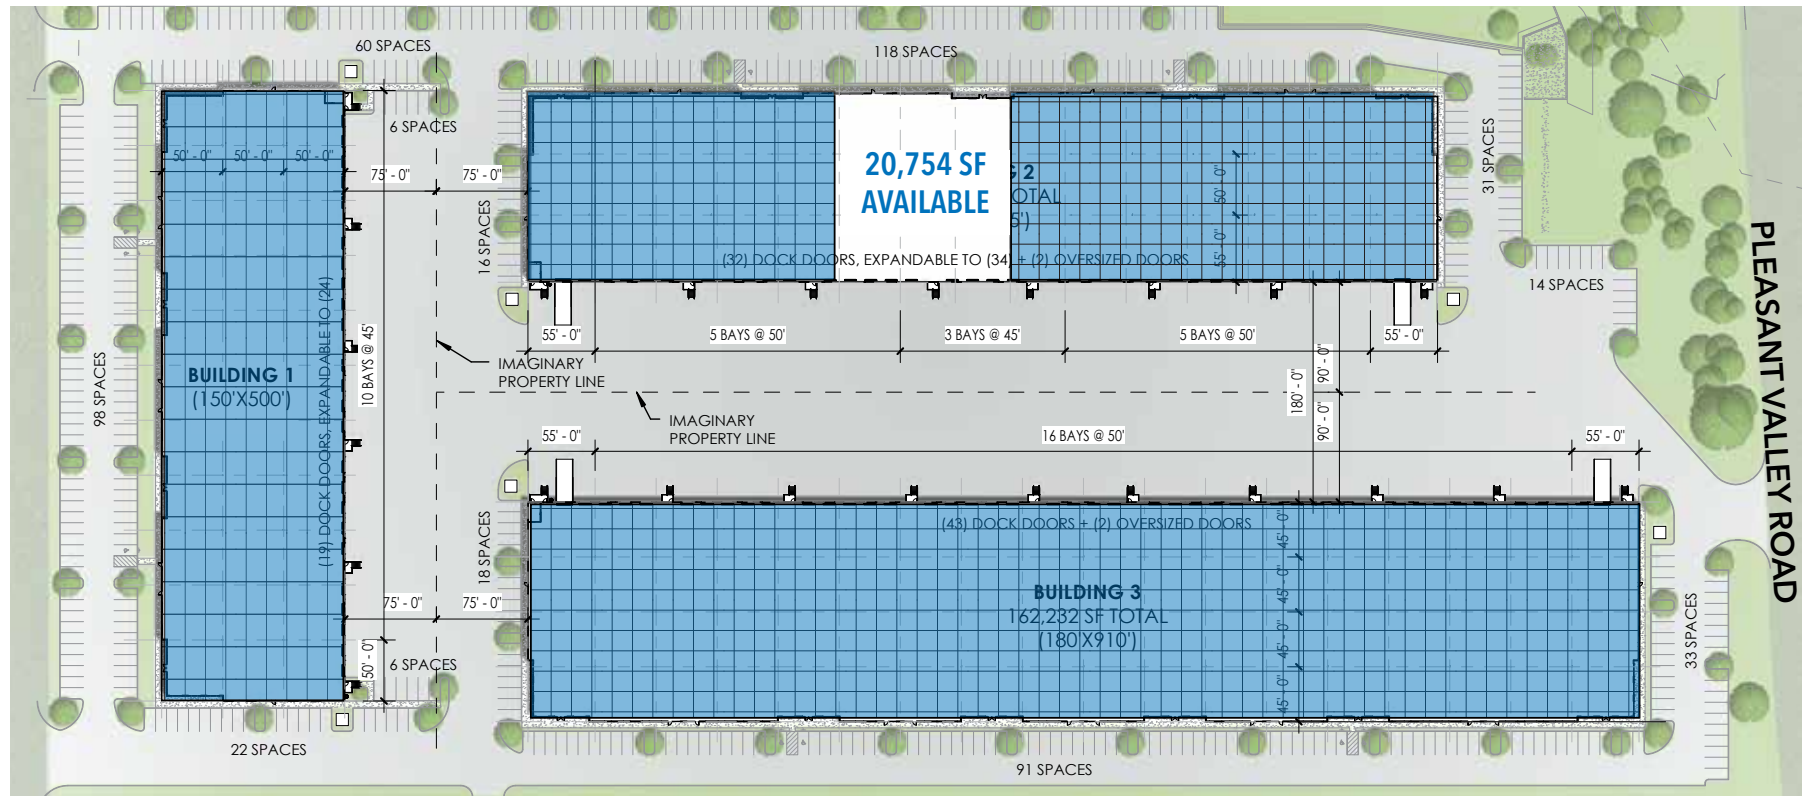 60 SPACES
118 SPACES
6 SPACES
50' - 0"
50' - 0"
50' - 0"
75' - 0"
75' - 0"
16 SPACES
20,754 SF
AVAILABLE
G 2
OTAL
5')
50' - 0"
55' - 0"
(32) DOCK DOORS, EXPANDABLE TO (34) + (2) OVERSIZED DOORS
31 SPACES
14 SPACES
PLEASANT VALLEY ROAD
55' - 0"
5 BAYS @ 50'
3 BAYS @ 45'
5 BAYS @ 50'
55' - 0"
98 SPACES
BUILDING 1
(150'X500')
(19) DOCK DOORS, EXPANDABLE TO (24)
10 BAYS @ 45'
IMAGINARY
PROPERTY LINE
IMAGINARY
PROPERTY LINE
180' - 0"
90' - 0"
90' - 0"
55' - 0"
16 BAYS @ 50'
55' - 0"
18 SPACES
(43) DOCK DOORS + (2) OVERSIZED DOORS
BUILDING 3
162,232 SF TOTAL
(180'X910')
45' - 0"
45' - 0"
45' - 0"
45' - 0"
75' - 0"
75' - 0"
6 SPACES
50' - 0"
33 SPACES
22 SPACES
91 SPACES